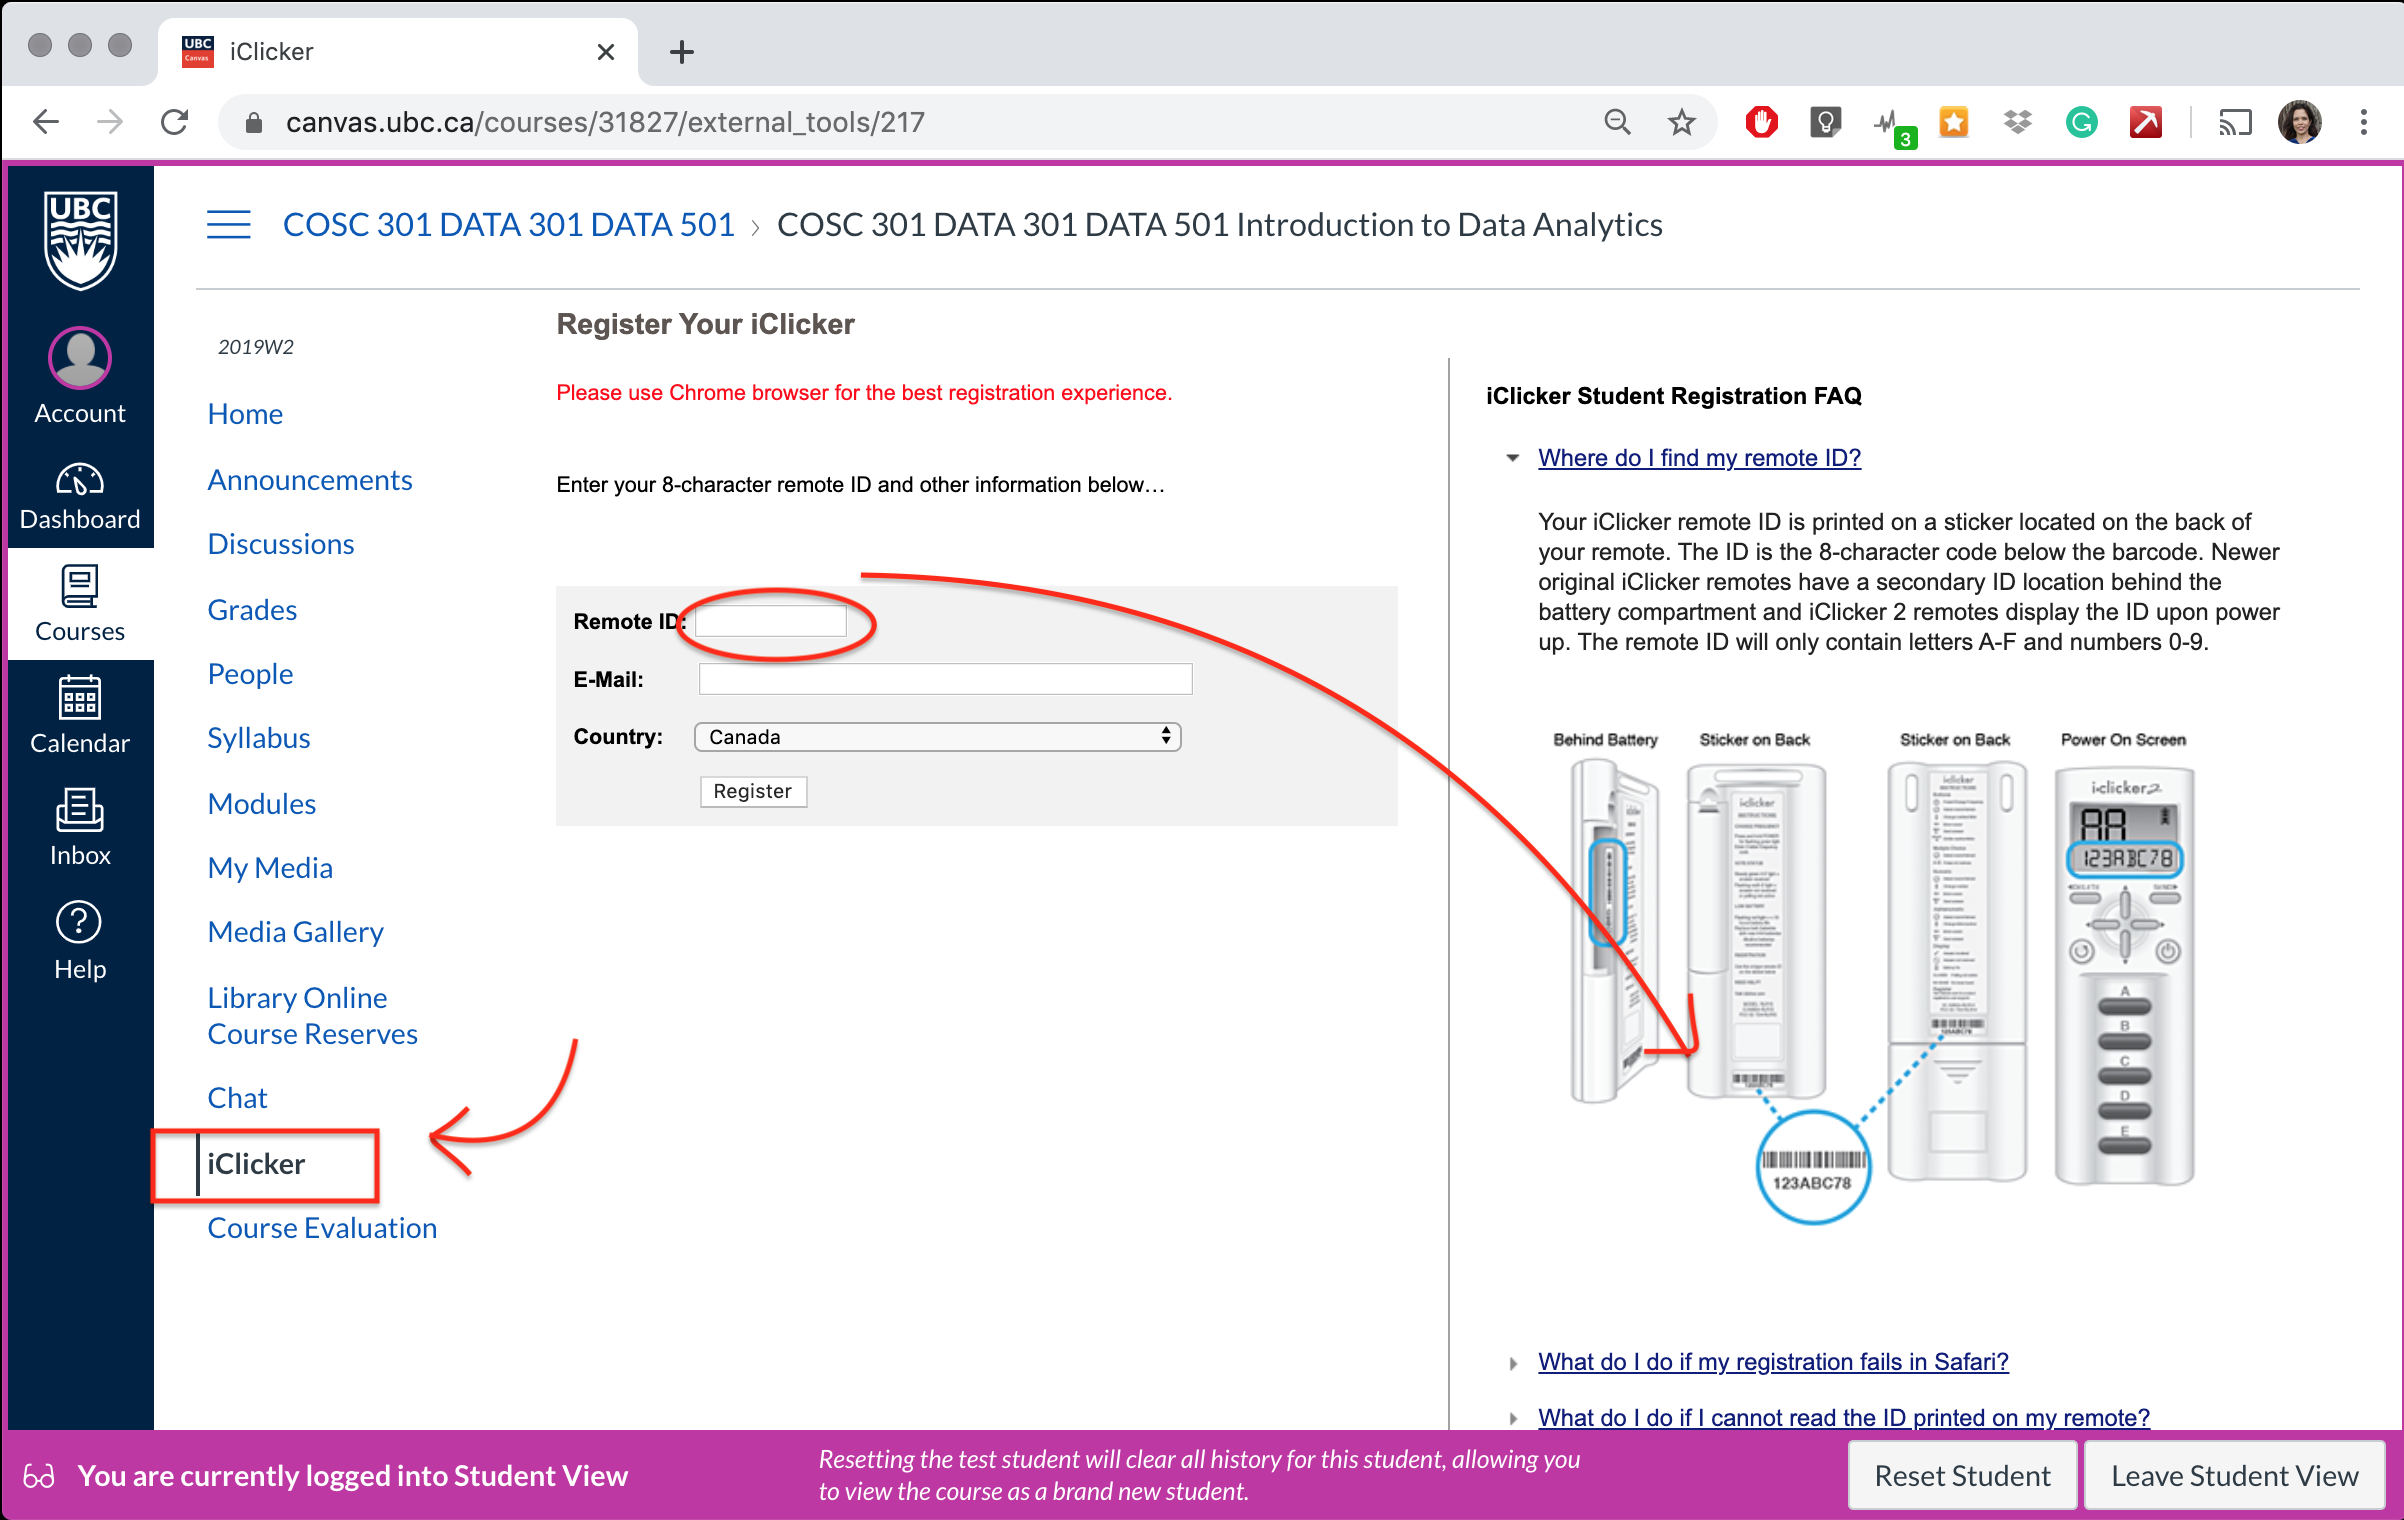 UBC
Canvas
iClicker
canvas.ubc.ca/courses/31827/external_tools/217
3
UBC
COSC 301 DATA 301 DATA 501 › COSC 301 DATA 301 DATA 501 Introduction to Data Analytics
Account
Dashboard
Courses
Calendar
Inbox
Help
2019W2
Home
Announcements
Discussions
Grades
People
Syllabus
Modules
My Media
Media Gallery
Library Online
Course Reserves
Chat
iClicker
Course Evaluation
Register Your iClicker
Please use Chrome browser for the best registration experience.
Enter your 8-character remote ID and other information below…
Remote ID:
E-Mail:
Country: Canada
Register
iClicker Student Registration FAQ
Where do I find my remote ID?
Your iClicker remote ID is printed on a sticker located on the back of
your remote. The ID is the 8-character code below the barcode. Newer
original iClicker remotes have a secondary ID location behind the
battery compartment and iClicker 2 remotes display the ID upon power
up. The remote ID will only contain letters A-F and numbers 0-9.
Behind Battery Sticker on Back Sticker on Back Power On Screen
i-clicker
INSTRUCTIONS
i-clicker
i-clicker.2
AA
123ABC78
A
B
C
D
E
123ABC78
What do I do if my registration fails in Safari?
What do I do if I cannot read the ID printed on my remote?
You are currently logged into Student View
Resetting the test student will clear all history for this student, allowing you
to view the course as a brand new student.
Reset Student
Leave Student View